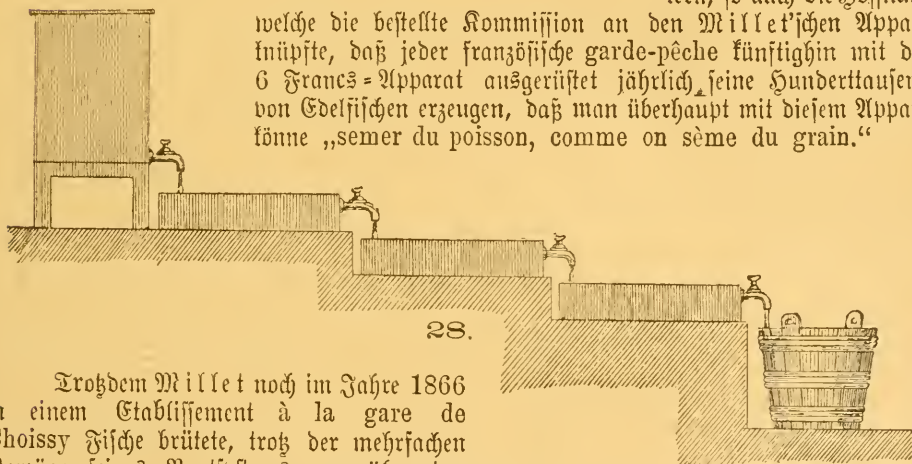 welche die bestellte Kommission an den Millet'schen Appa
knüpfte, daß jeder französische garde-pêche künftighin mit d
6 Francs-Apparat ausgerüstet jährlich seine Hunderttausen
von Edelfischen erzeugen, daß man überhaupt mit diesem Appa
könne „semer du poisson, comme on sème du grain.“
28.
Trotzdem Millet noch im Jahre 1866
einem Etablissement à la gare de
Choissy Fische brütete, trotz der mehrfachen